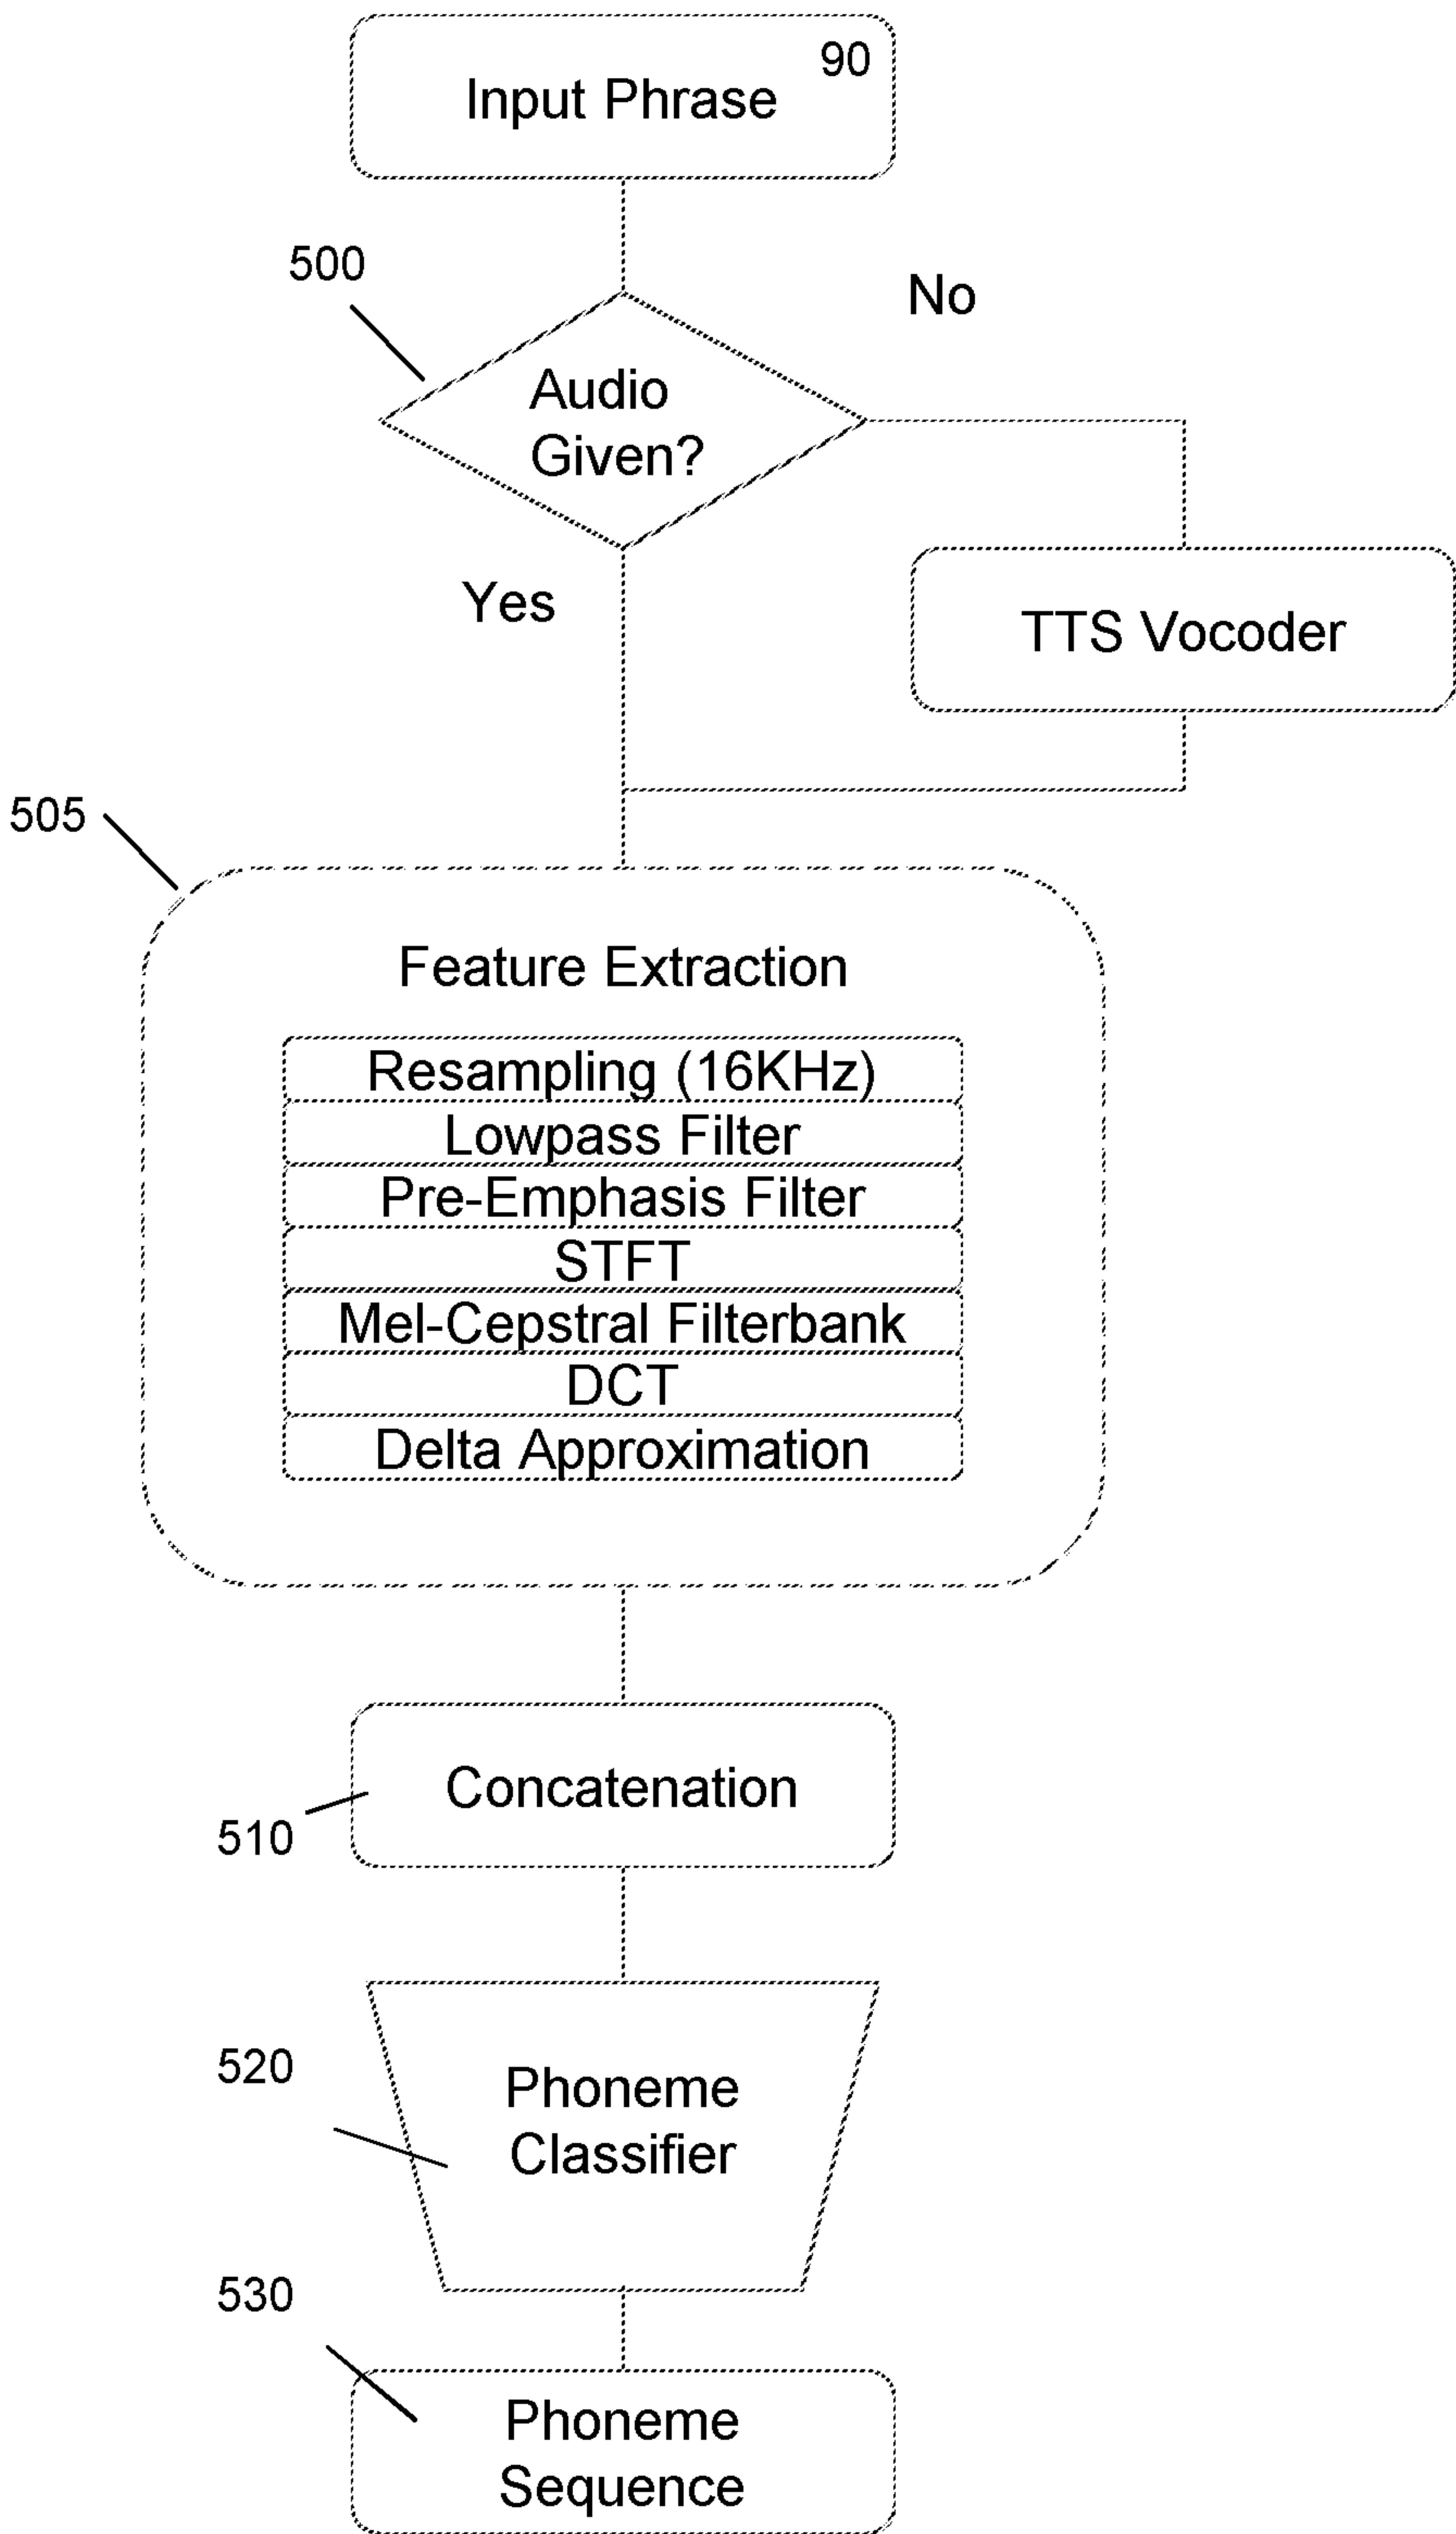 90
Input Phrase
500
No
Audio
Given?
Yes
TTS Vocoder
505
Feature Extraction
Resampling (16KHz)
Lowpass Filter
Pre-Emphasis Filter
STFT
Mel-Cepstral Filterbank
DCT
Delta Approximation
Concatenation
510
520
Phoneme
Classifier
530
Phoneme
Sequence